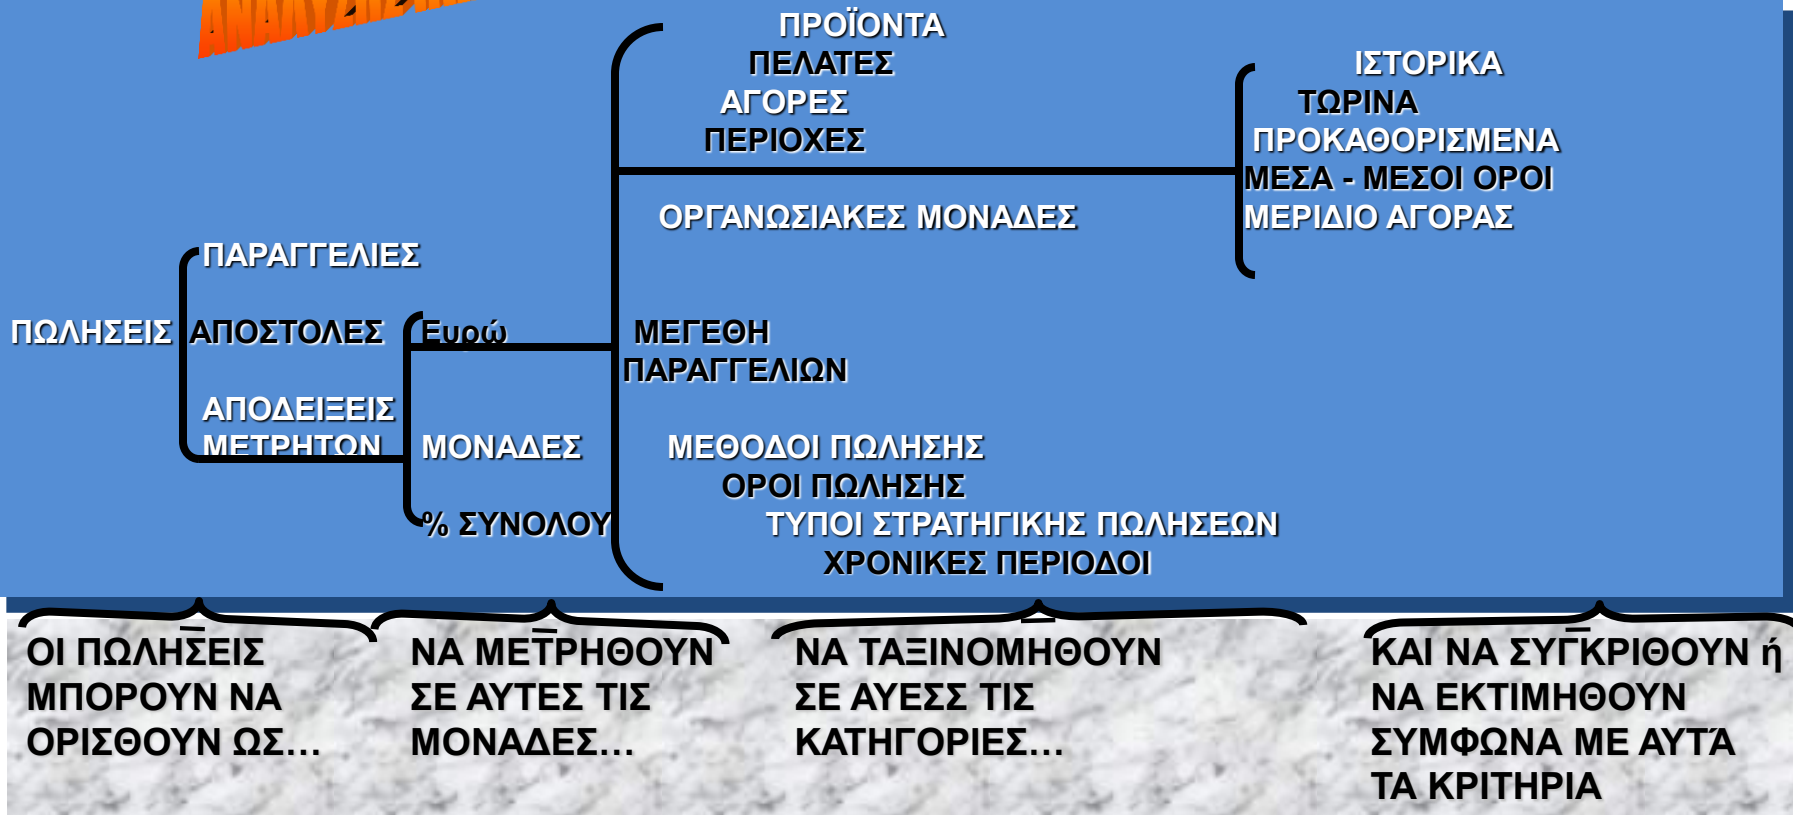 ΠΡΟΪΟΝΤΑ
ΠΕΛΑΤΕΣ
ΑΓΟΡΕΣ
ΠΕΡΙΟΧΕΣ
ΟΡΓΑΝΩΣΙΑΚΕΣ ΜΟΝΑΔΕΣ
ΙΣΤΟΡΙΚΑ
ΤΩΡΙΝΑ
ΠΡΟΚΑΘΟΡΙΣΜΕΝΑ
ΜΕΣΑ - ΜΕΣΟΙ ΟΡΟΙ
ΜΕΡΙΔΙΟ ΑΓΟΡΑΣ
ΠΑΡΑΓΓΕΛΙΕΣ
ΠΩΛΗΣΕΙΣ
ΑΠΟΣΤΟΛΕΣ
ΑΠΟΔΕΙΞΕΙΣ
ΜΕΤΡΗΤΩΝ
Ευρώ
ΜΟΝΑΔΕΣ
% ΣΥΝΟΛΟΥ
ΜΕΓΕΘΗ
ΠΑΡΑΓΓΕΛΙΩΝ
ΜΕΘΟΔΟΙ ΠΩΛΗΣΗΣ
ΟΡΟΙ ΠΩΛΗΣΗΣ
ΤΥΠΟΙ ΣΤΡΑΤΗΓΙΚΗΣ ΠΩΛΗΣΕΩΝ
ΧΡΟΝΙΚΕΣ ΠΕΡΙΟΔΟΙ
ΟΙ ΠΩΛΗΣΕΙΣ
ΜΠΟΡΟΥΝ ΝΑ
ΟΡΙΣΘΟΥΝ ΩΣ…
ΝΑ ΜΕΤΡΗΘΟΥΝ
ΣΕ ΑΥΤΕΣ ΤΙΣ
ΜΟΝΑΔΕΣ…
ΝΑ ΤΑΞΙΝΟΜΗΘΟΥΝ
ΣΕ ΑΥΕΣΣ ΤΙΣ
ΚΑΤΗΓΟΡΙΕΣ…
ΚΑΙ ΝΑ ΣΥΓΚΡΙΘΟΥΝ ή
ΝΑ ΕΚΤΙΜΗΘΟΥΝ
ΣΥΜΦΩΝΑ ΜΕ ΑΥΤΆ
ΤΑ ΚΡΙΤΗΡΙΑ